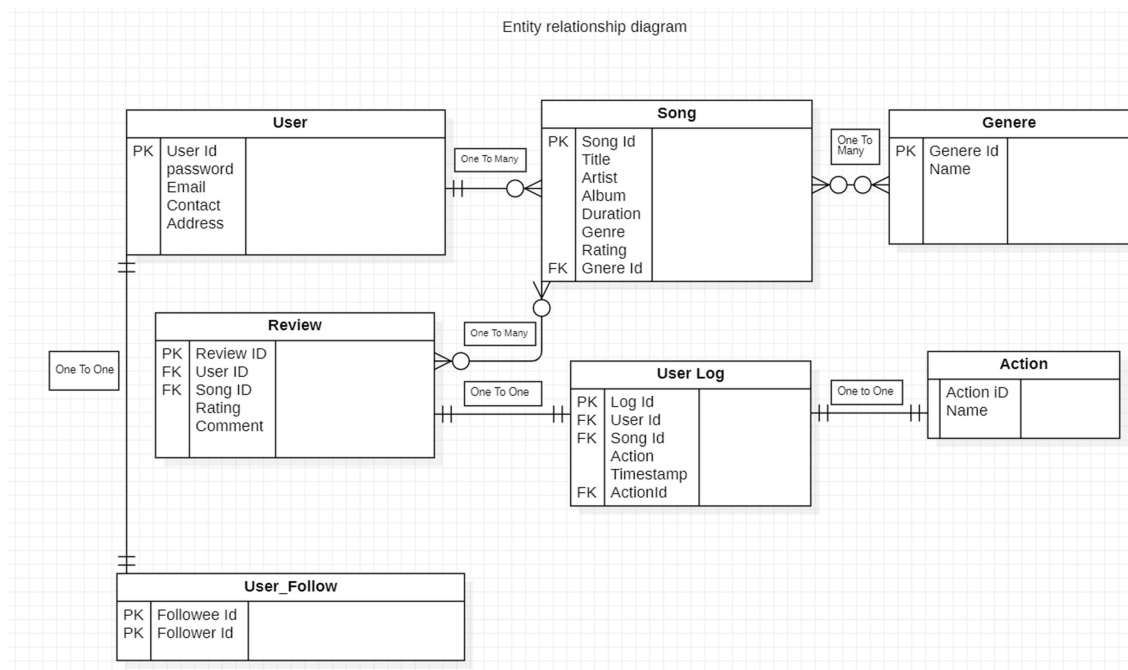 Entity relationship diagram
User
PK User Id
password
Email
Contact
Address
One To Many
Song
PK Song Id
Title
Artist
Album
Duration
Genre
Rating
FK Gnere Id
One To
Many
Genere
PK Genere Id
Name
One To One
Review
PK Review ID
FK User ID
FK Song ID
Rating
Comment
One To Many
One To One
User Log
PK Log Id
FK User Id
FK Song Id
Action
Timestamp
FK ActionId
One to One
Action
Action iD
Name
User_Follow
PK Followee Id
PK Follower Id